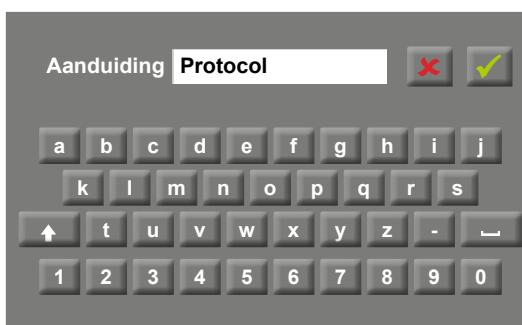 Aanduiding Protocol
a b c d e f g h i j
k l m n o p q r s
t u v w x y z -
1 2 3 4 5 6 7 8 9 0